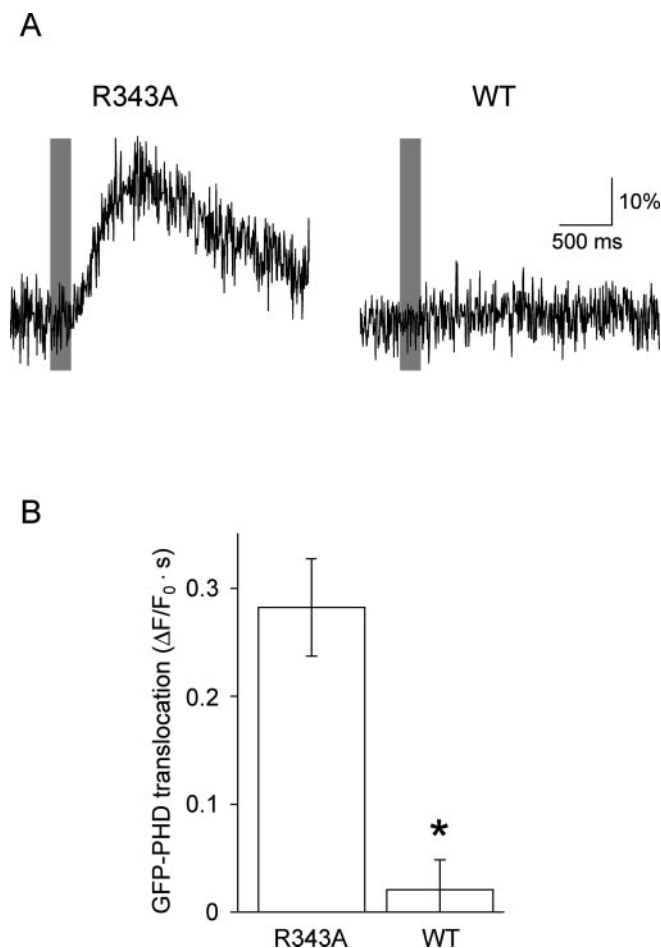 A
R343A WT
10%
500 ms
B
GFP-PHD translocation (ΔF/F₀ · s)
0.3
0.2
0.1
0
*
R343A WT